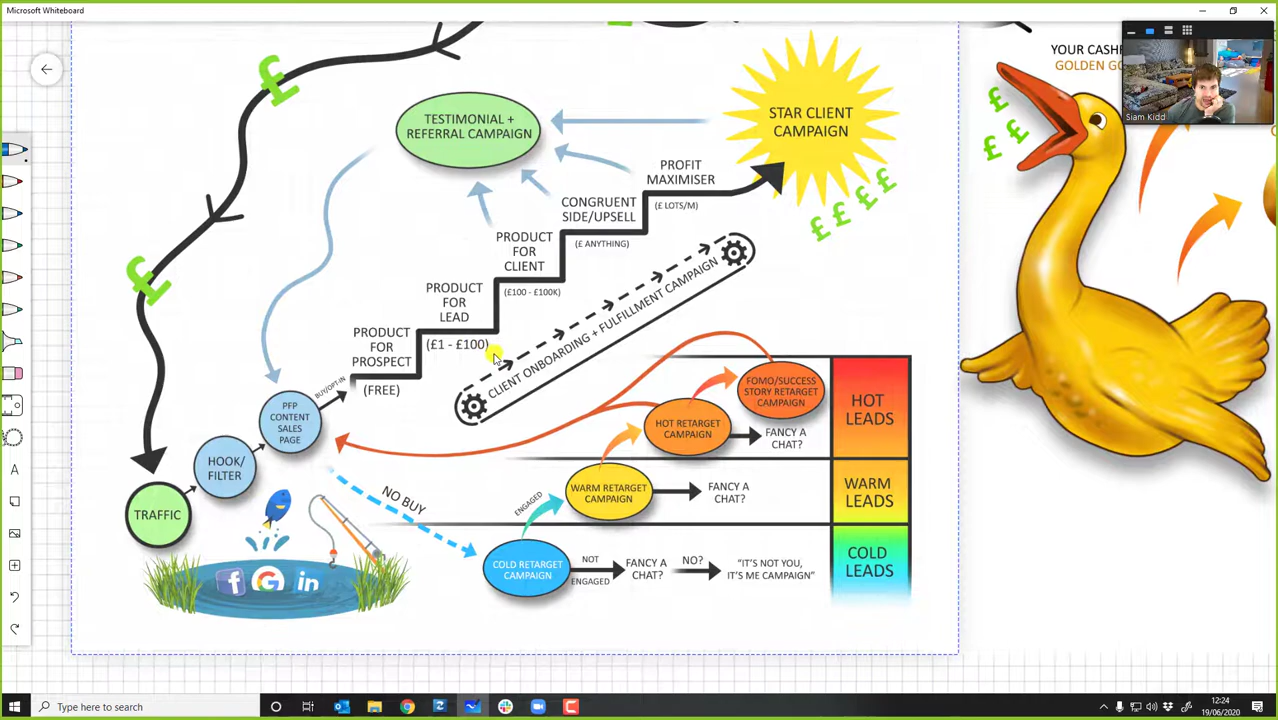 Microsoft Whiteboard
YOUR CASHF
GOLDEN GO
Siam Kidd
£
£
£
£
£
TESTIMONIAL +
REFERRAL CAMPAIGN
STAR CLIENT
CAMPAIGN
££££
PROFIT
MAXIMISER
(£ LOTS/M)
CONGRUENT
SIDE/UPSELL
(£ ANYTHING)
PRODUCT
FOR
CLIENT
(£100 - £100K)
PRODUCT
FOR
LEAD
(£1 - £100)
PRODUCT
FOR
PROSPECT
(FREE)
CLIENT ONBOARDING + FULFILLMENT CAMPAIGN
BUY/OPT-IN
PFP
CONTENT
SALES
PAGE
HOOK/
FILTER
TRAFFIC
f G in
NO BUY
FOMO/SUCCESS
STORY RETARGET
CAMPAIGN
HOT RETARGET
CAMPAIGN
FANCY A
CHAT?
HOT
LEADS
WARM RETARGET
CAMPAIGN
FANCY A
CHAT?
WARM
LEADS
ENGAGED
COLD RETARGET
CAMPAIGN
NOT
ENGAGED
FANCY A
CHAT?
NO?
"IT'S NOT YOU,
IT'S ME CAMPAIGN"
COLD
LEADS
A
Type here to search
12:24
19/06/2020